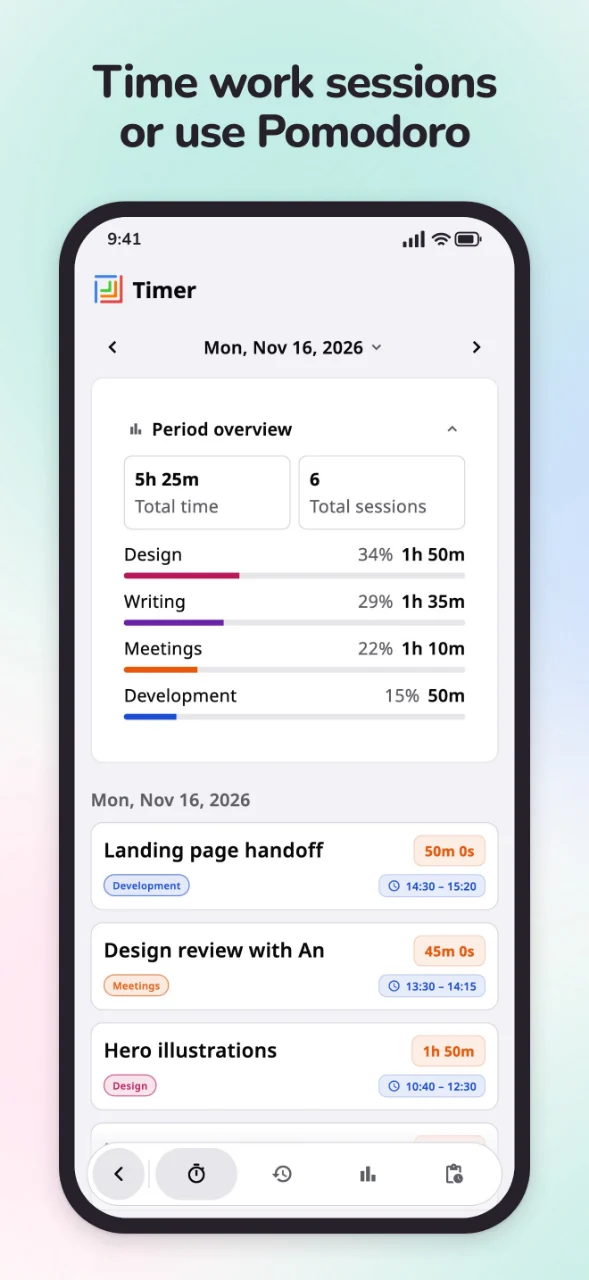 Time work sessions
or use Pomodoro
9:41
Timer
Mon, Nov 16, 2026
Period overview
5h 25m
Total time
6
Total sessions
Design 34% 1h 50m
Writing 29% 1h 35m
Meetings 22% 1h 10m
Development 15% 50m
Mon, Nov 16, 2026
Landing page handoff 50m 0s
Development 14:30 – 15:20
Design review with An 45m 0s
Meetings 13:30 – 14:15
Hero illustrations 1h 50m
Design 10:40 – 12:30